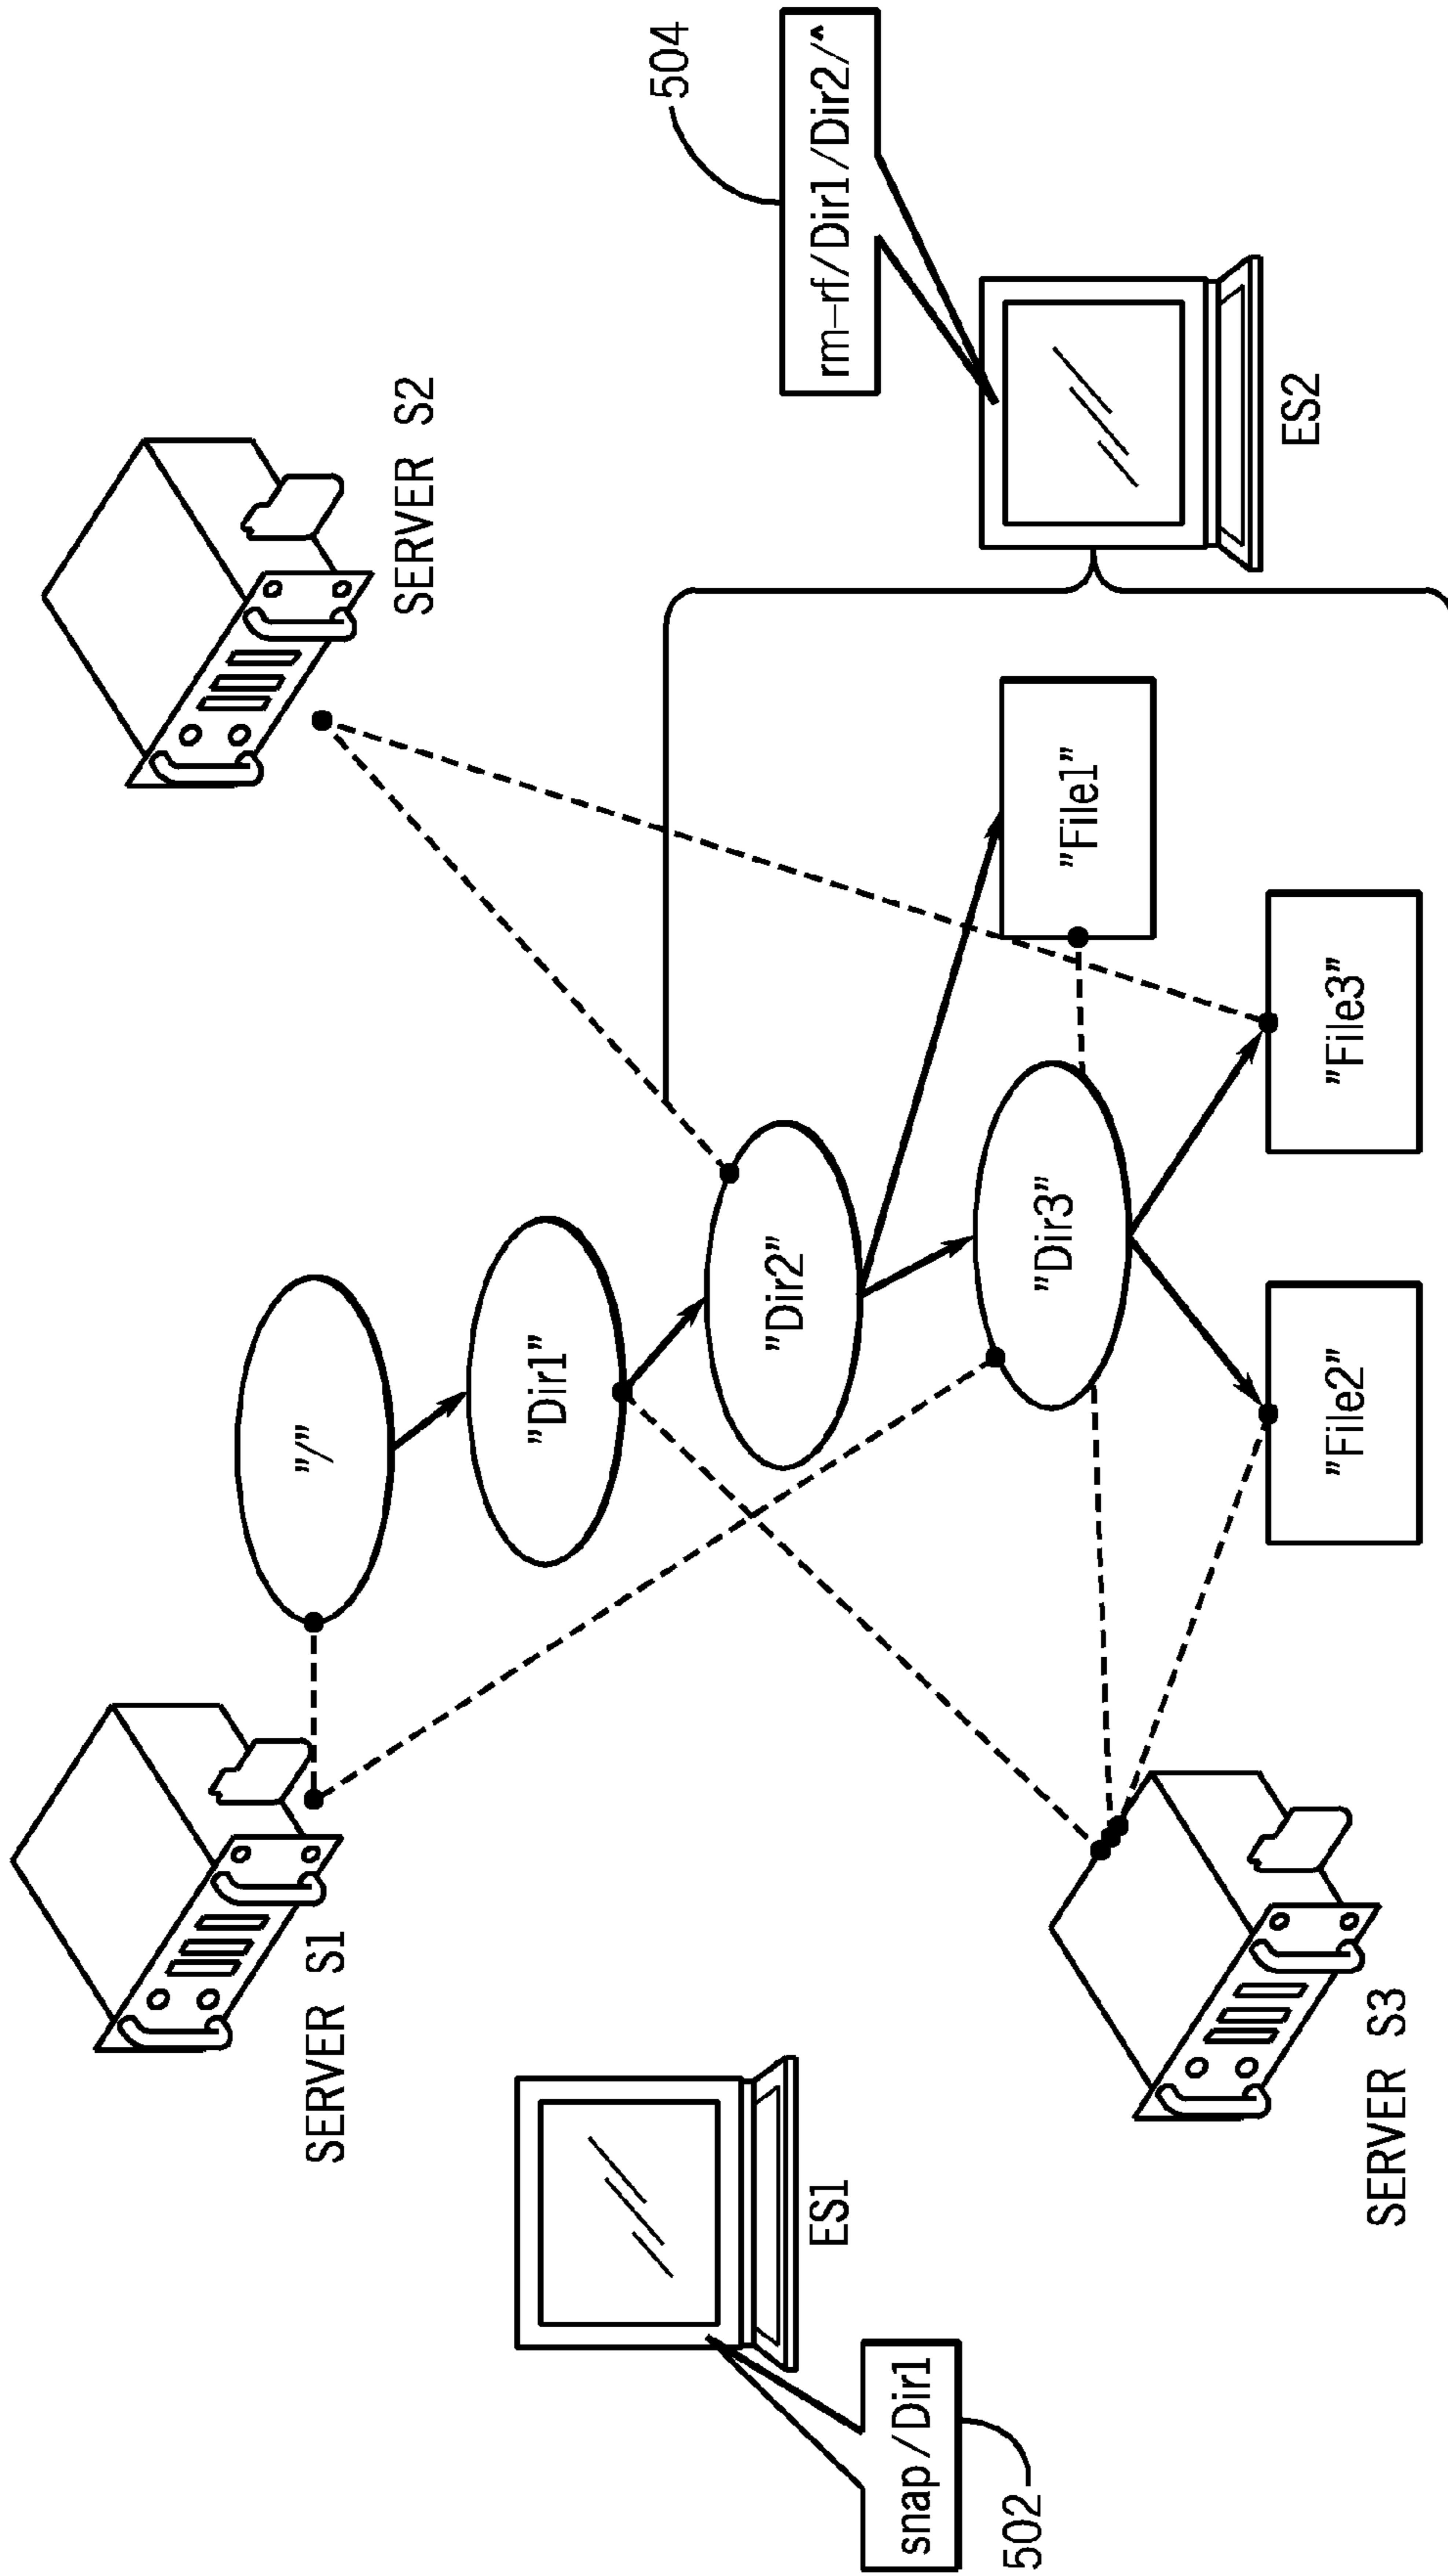 SERVER S1
SERVER S2
"/"
"Dir1"
ES1
snap/Dir1
502
504
rm-rf/Dir1/Dir2/^
"Dir2"
"File1"
ES2
"Dir3"
SERVER S3
"File2"
"File3"